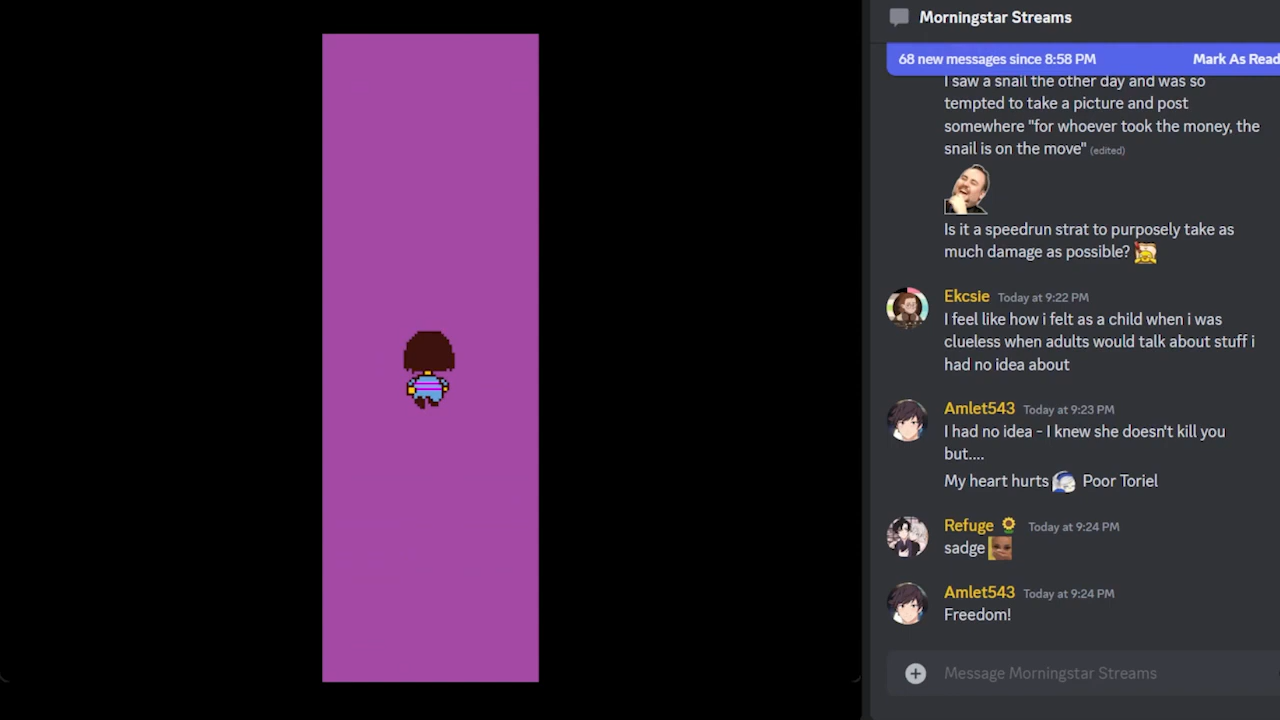 Morningstar Streams
68 new messages since 8:58 PM
Mark As Read
I saw a snail the other day and was so
tempted to take a picture and post
somewhere "for whoever took the money, the
snail is on the move" (edited)
Is it a speedrun strat to purposely take as
much damage as possible?
Ekcsie Today at 9:22 PM
I feel like how i felt as a child when i was
clueless when adults would talk about stuff i
had no idea about
Amlet543 Today at 9:23 PM
I had no idea - I knew she doesn't kill you
but....
My heart hurts Poor Toriel
Refuge Today at 9:24 PM
sadge
Amlet543 Today at 9:24 PM
Freedom!
Message Morningstar Streams